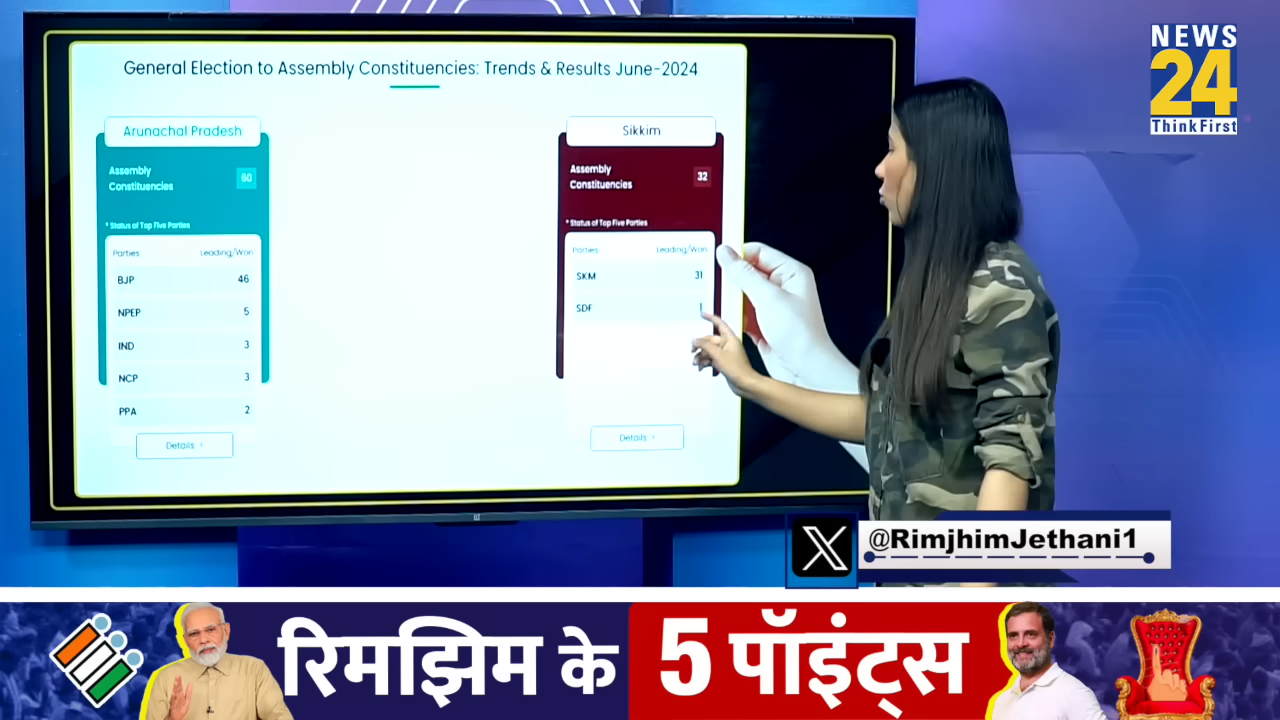 General Election to Assembly Constituencies: Trends & Results June-2024
Arunachal Pradesh
Assembly
Constituencies
60
* Status of Top Five Parties
Parties Leading/Won
BJP 46
NPEP 5
IND 3
NCP 3
PPA 2
Details ›
Sikkim
Assembly
Constituencies
32
* Status of Top Five Parties
Parties Leading/Won
SKM 31
SDF 1
Details ›
NEWS
24
Think First
@RimjhimJethani1
रिमझिम के 5 पॉइंट्स